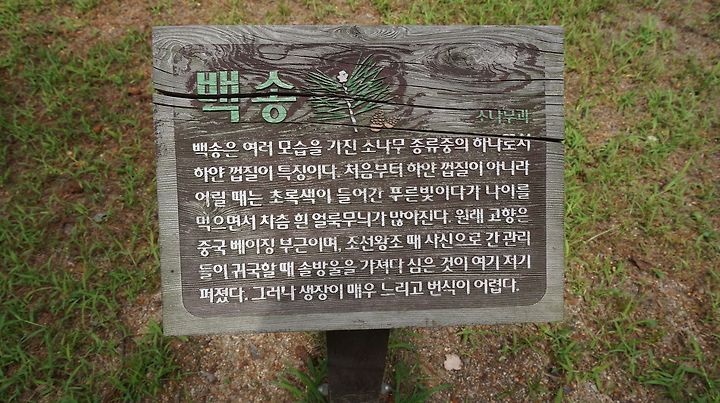 백송
소나무과
백송은 여러 모습을 가진 소나무 종류중의 하나로서
하얀 껍질이 특징이다. 처음부터 하얀 껍질이 아니라
어릴 때는 초록색이 들어간 푸른빛이다가 나이를
먹으면서 차츰 흰 얼룩무늬가 많아진다. 원래 고향은
중국 베이징 부근이며, 조선왕조 때 사신으로 간 관리
들이 귀국할 때 솔방울을 가져다 심은 것이 여기 저기
퍼졌다. 그러나 생장이 매우 느리고 번식이 어렵다.